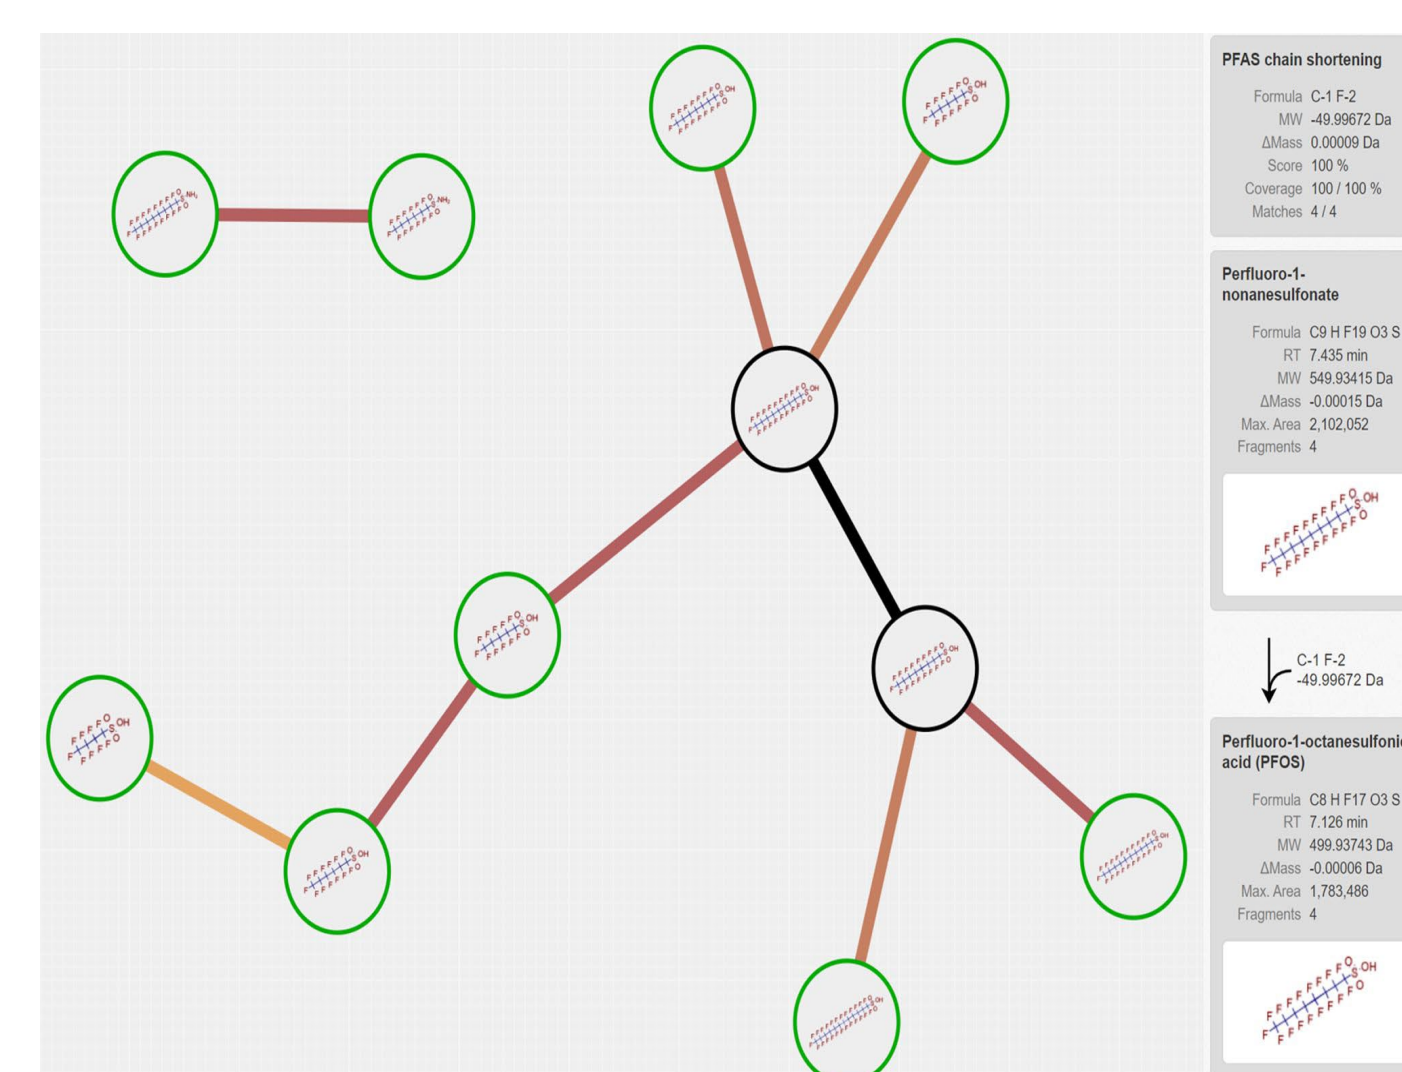 PFAS chain shortening
Formula C-1 F-2
MW -49.99672 Da
ΔMass 0.00009 Da
Score 100 %
Coverage 100 / 100 %
Matches 4 / 4
Perfluoro-1-
nonanesulfonate
Formula C9 H F19 O3 S
RT 7.435 min
MW 549.93415 Da
ΔMass -0.00015 Da
Max. Area 2,102,052
Fragments 4
C-1 F-2
-49.99672 Da
Perfluoro-1-octanesulfonic
acid (PFOS)
Formula C8 H F17 O3 S
RT 7.126 min
MW 499.93743 Da
ΔMass -0.00006 Da
Max. Area 1,783,486
Fragments 4